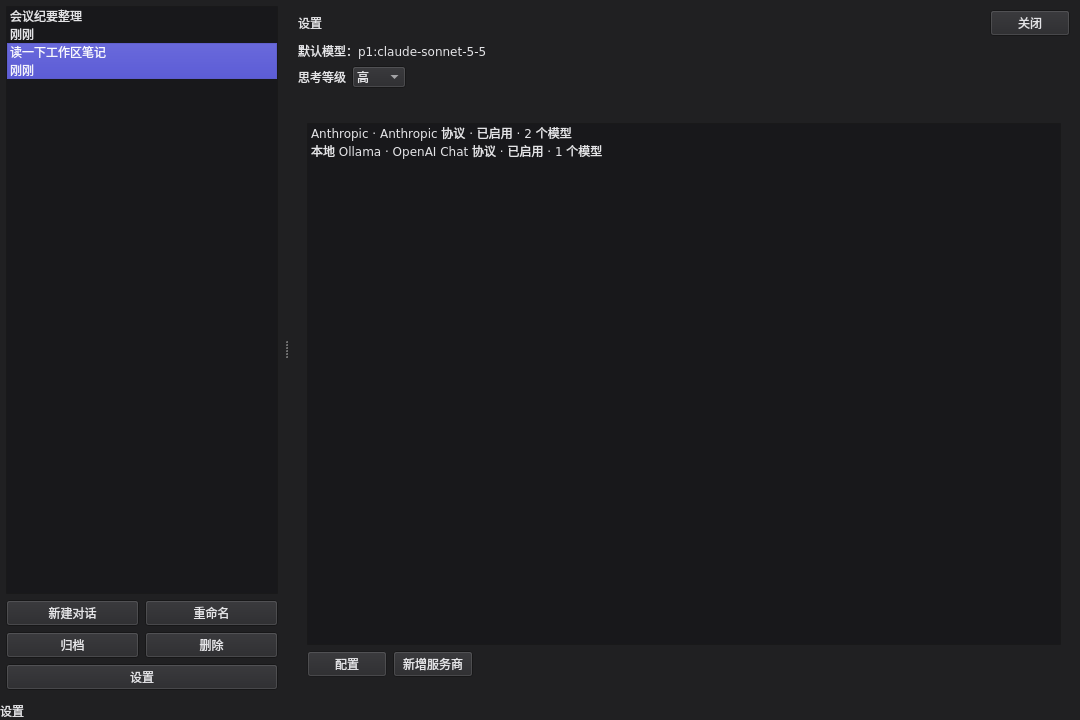 会议纪要整理
刚刚
读一下工作区笔记
刚刚
新建对话
重命名
归档
删除
设置
设置
关闭
默认模型: p1:claude-sonnet-5-5
思考等级 高
Anthropic · Anthropic 协议 · 已启用 · 2 个模型
本地 Ollama · OpenAI Chat 协议 · 已启用 · 1 个模型
配置
新增服务商
设置